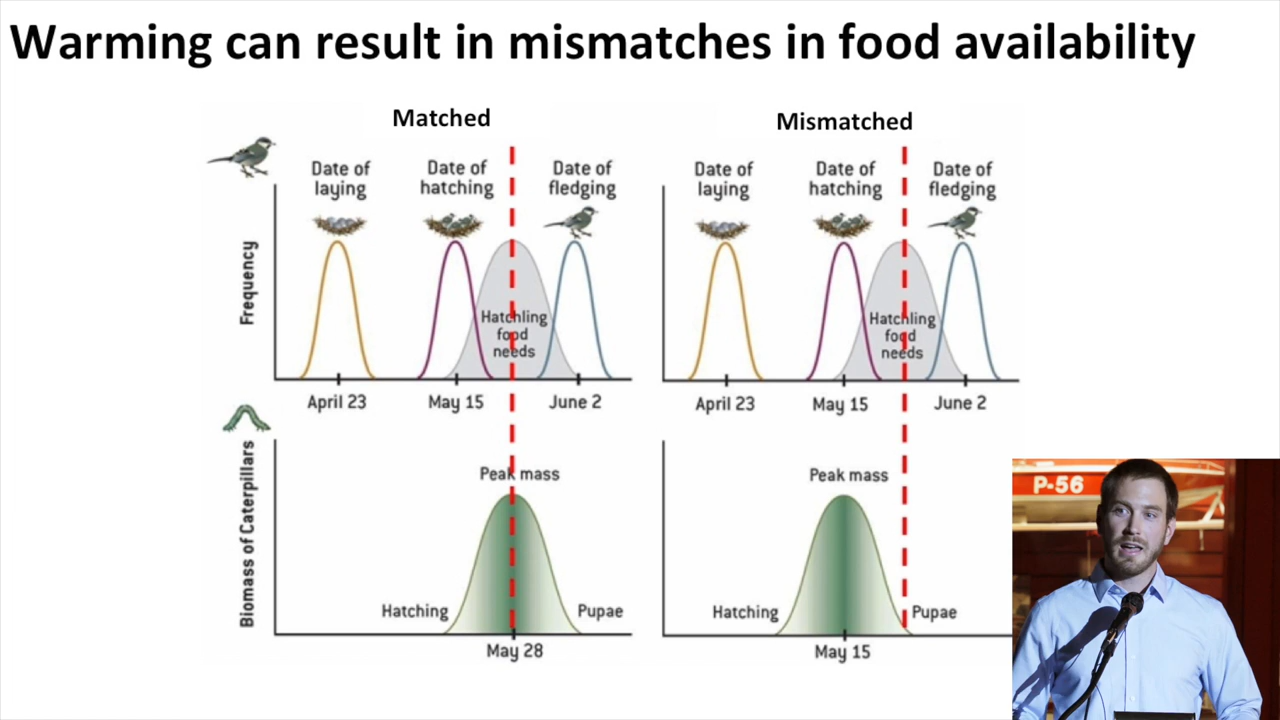 Warming can result in mismatches in food availability
Matched
Mismatched
Date of
laying
Date of
hatching
Date of
fledging
Date of
laying
Date of
hatching
Date of
fledging
Frequency
Hatchling
food
needs
Hatchling
food
needs
April 23
May 15
June 2
April 23
May 15
June 2
Biomass of Caterpillars
Peak mass
Peak mass
Hatching
Pupae
Hatching
Pupae
May 28
May 15
P-56